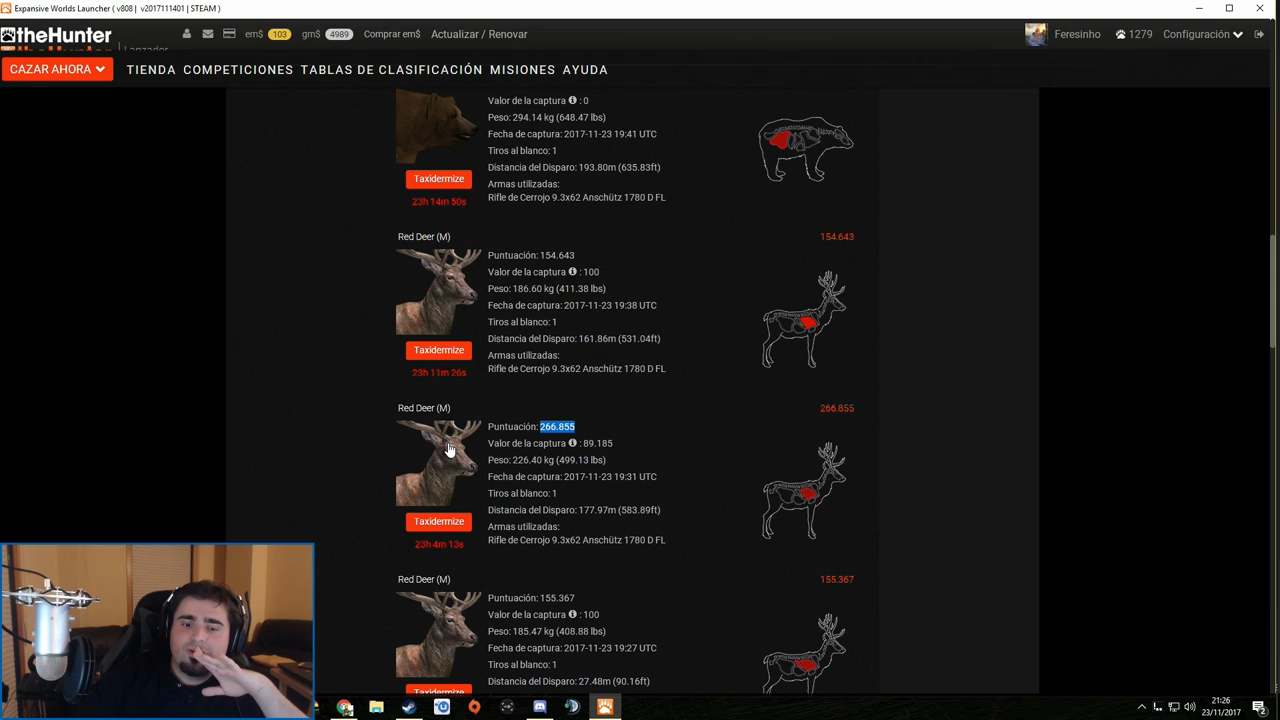 Expansive Worlds Launcher ( v808 | v2017111401 | STEAM )
theHunter
Lanzador
em$ 103 gm$ 4989 Comprar em$ Actualizar / Renovar Feresinho 1279 Configuración
CAZAR AHORA TIENDA COMPETICIONES TABLAS DE CLASIFICACIÓN MISIONES AYUDA
Valor de la captura : 0
Peso: 294.14 kg (648.47 lbs)
Fecha de captura: 2017-11-23 19:41 UTC
Tiros al blanco: 1
Distancia del Disparo: 193.80m (635.83ft)
Armas utilizadas:
Rifle de Cerrojo 9.3x62 Anschütz 1780 D FL
Taxidermize
23h 14m 50s
Red Deer (M) 154.643
Puntuación: 154.643
Valor de la captura : 100
Peso: 186.60 kg (411.38 lbs)
Fecha de captura: 2017-11-23 19:38 UTC
Tiros al blanco: 1
Distancia del Disparo: 161.86m (531.04ft)
Armas utilizadas:
Rifle de Cerrojo 9.3x62 Anschütz 1780 D FL
Taxidermize
23h 11m 26s
Red Deer (M) 266.855
Puntuación: 266.855
Valor de la captura : 89.185
Peso: 226.40 kg (499.13 lbs)
Fecha de captura: 2017-11-23 19:31 UTC
Tiros al blanco: 1
Distancia del Disparo: 177.97m (583.89ft)
Armas utilizadas:
Rifle de Cerrojo 9.3x62 Anschütz 1780 D FL
Taxidermize
23h 4m 13s
Red Deer (M) 155.367
Puntuación: 155.367
Valor de la captura : 100
Peso: 185.47 kg (408.88 lbs)
Fecha de captura: 2017-11-23 19:27 UTC
Tiros al blanco: 1
Distancia del Disparo: 27.48m (90.16ft)
Taxidermize
21:26
23/11/2017
2